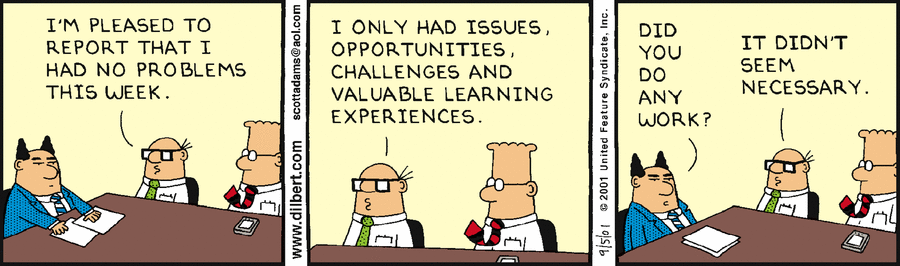 I'M PLEASED TO
REPORT THAT I
HAD NO PROBLEMS
THIS WEEK.
www.dilbert.com scottadams@aol.com
I ONLY HAD ISSUES,
OPPORTUNITIES,
CHALLENGES AND
VALUABLE LEARNING
EXPERIENCES.
9/5/01 © 2001 United Feature Syndicate, Inc.
DID
YOU
DO
ANY
WORK?
IT DIDN'T
SEEM
NECESSARY.